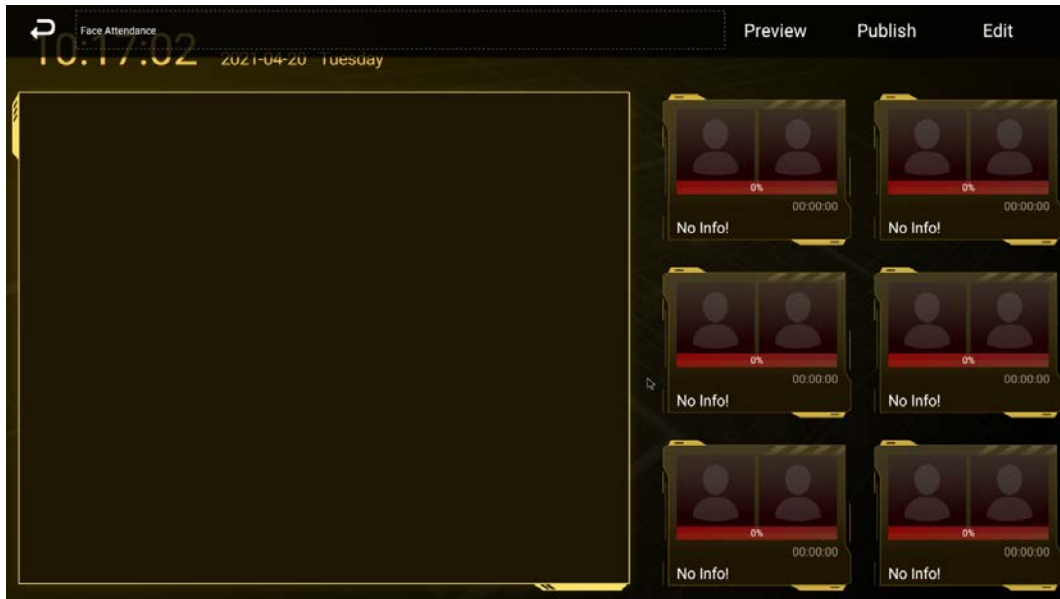 Face Attendance
Preview Publish Edit
10:17:02 2021-04-20 Tuesday
0% 0%
00:00:00 00:00:00
No Info! No Info!
0% 0%
00:00:00 00:00:00
No Info! No Info!
0% 0%
00:00:00 00:00:00
No Info! No Info!